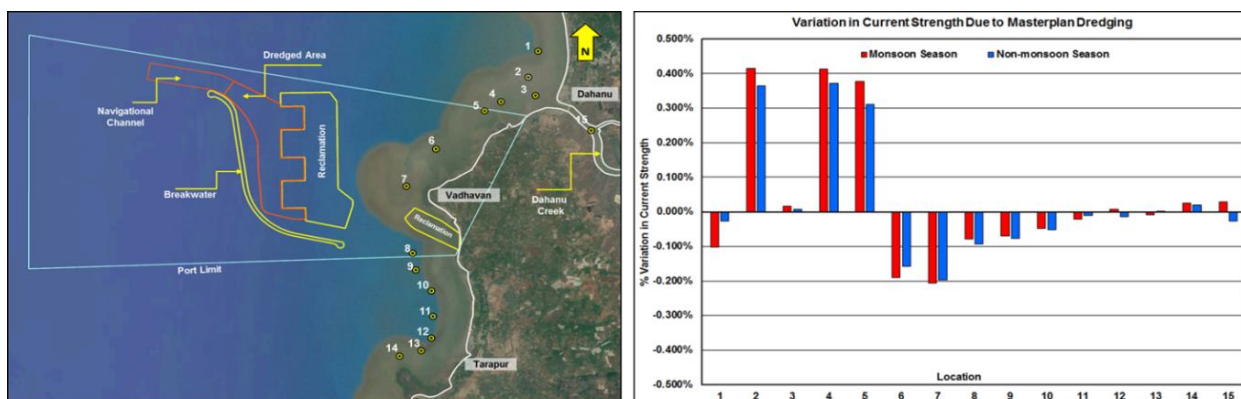 1
N
Dredged Area
2
3
Dahanu
4
5
Navigational
Channel
15
6
Reclamation
Breakwater
7
Vadhavan
Dahanu
Creek
Reclamation
8
Port Limit
9
10
11
12
13
14
Tarapur
Variation in Current Strength Due to Masterplan Dredging
0.500%
Monsoon Season
Non-monsoon Season
0.400%
0.300%
0.200%
0.100%
0.000%
-0.100%
-0.200%
-0.300%
-0.400%
-0.500%
% Variation in Current Strength
Location
1 2 3 4 5 6 7 8 9 10 11 12 13 14 15